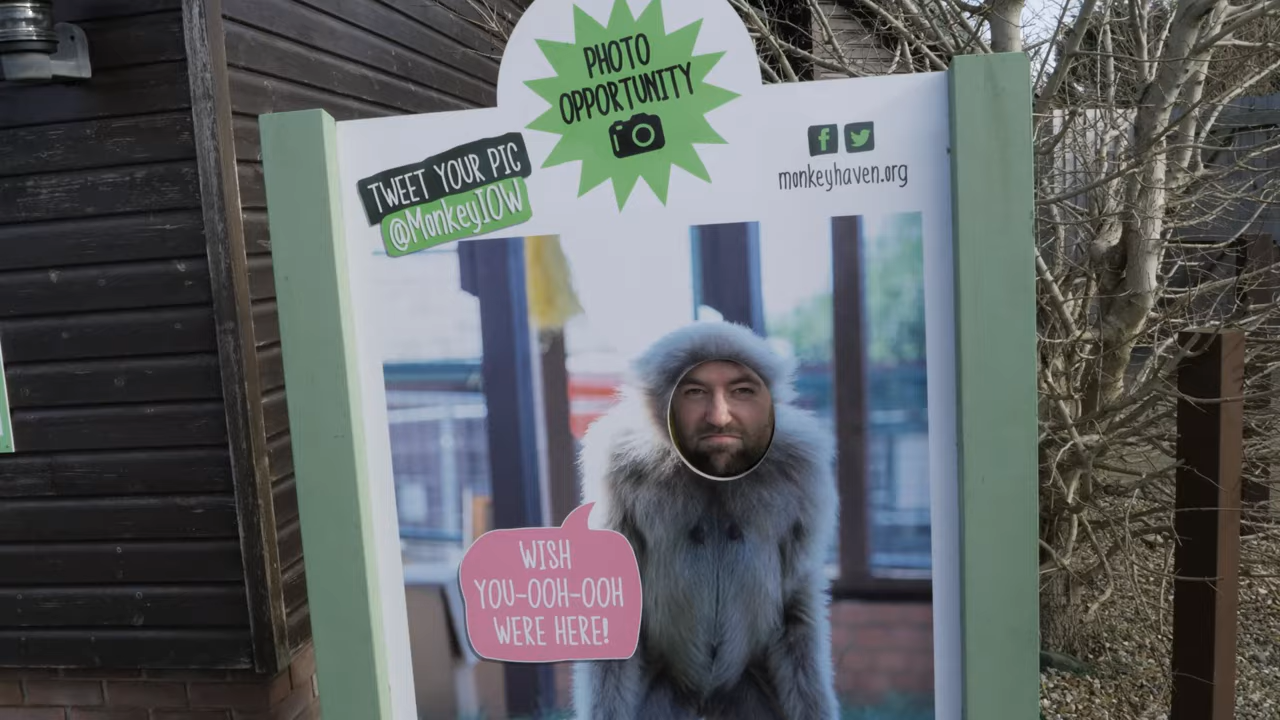 PHOTO
OPPORTUNITY
TWEET YOUR PIC
@MonkeyIOW
f
monkeyhaven.org
WISH
YOU-OOH-OOH
WERE HERE!